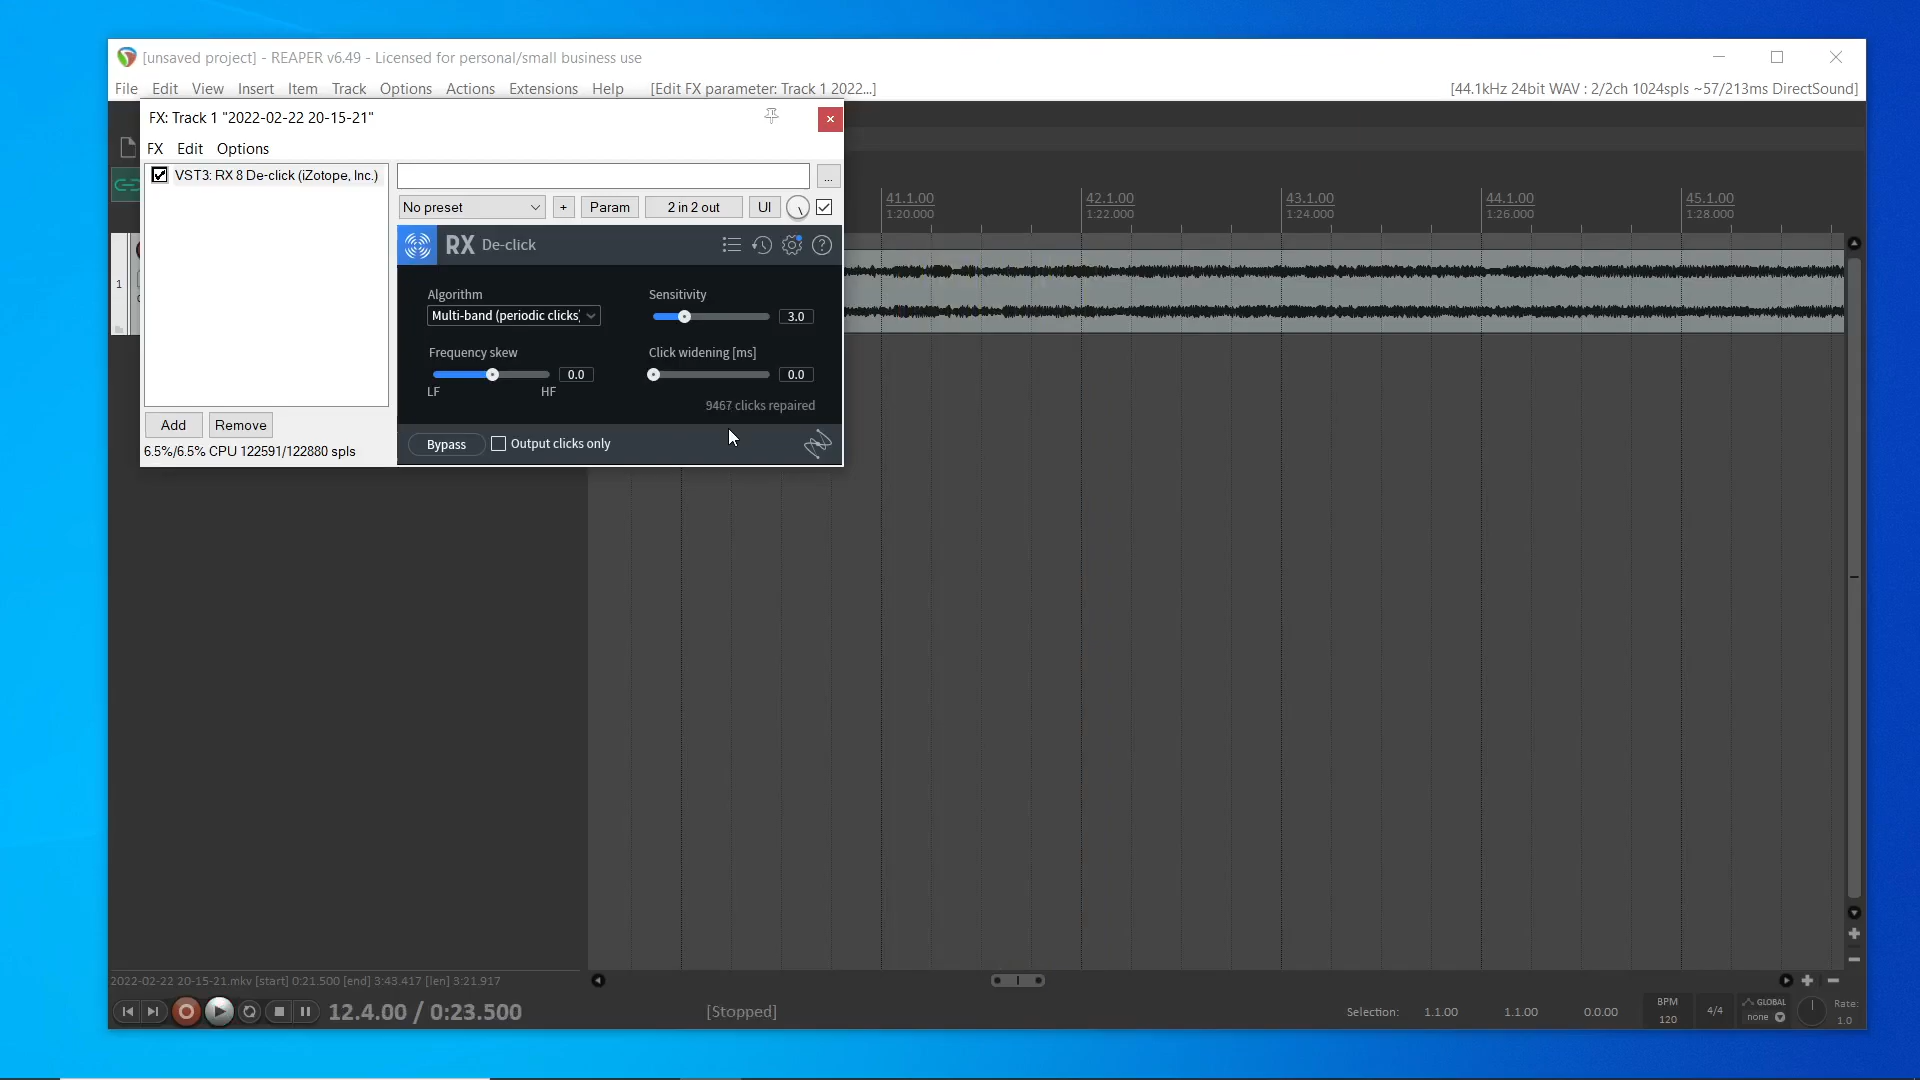 [unsaved project] - REAPER v6.49 - Licensed for personal/small business use
File Edit View Insert Item Track Options Actions Extensions Help [Edit FX parameter: Track 1 2022...] [44.1kHz 24bit WAV : 2/2ch 1024spls ~57/213ms DirectSound]
FX: Track 1 "2022-02-22 20-15-21"
FX Edit Options
VST3: RX 8 De-click (iZotope, Inc.)
...
No preset + Param 2 in 2 out UI
41.1.00 42.1.00 43.1.00 44.1.00 45.1.00
1:20.000 1:22.000 1:24.000 1:26.000 1:28.000
RX De-click
1
Algorithm Sensitivity
Multi-band (periodic clicks) 3.0
Frequency skew Click widening [ms]
0.0 0.0
LF HF
9467 clicks repaired
Add Remove
Bypass Output clicks only
6.5%/6.5% CPU 122591/122880 spls
2022-02-22 20-15-21.mkv [start] 0:21.500 [end] 3:43.417 [len] 3:21.917
12.4.00 / 0:23.500 [Stopped] Selection: 1.1.00 1.1.00 0.0.0
BPM
120
4/4
GLOBAL
none
Rate:
1.0